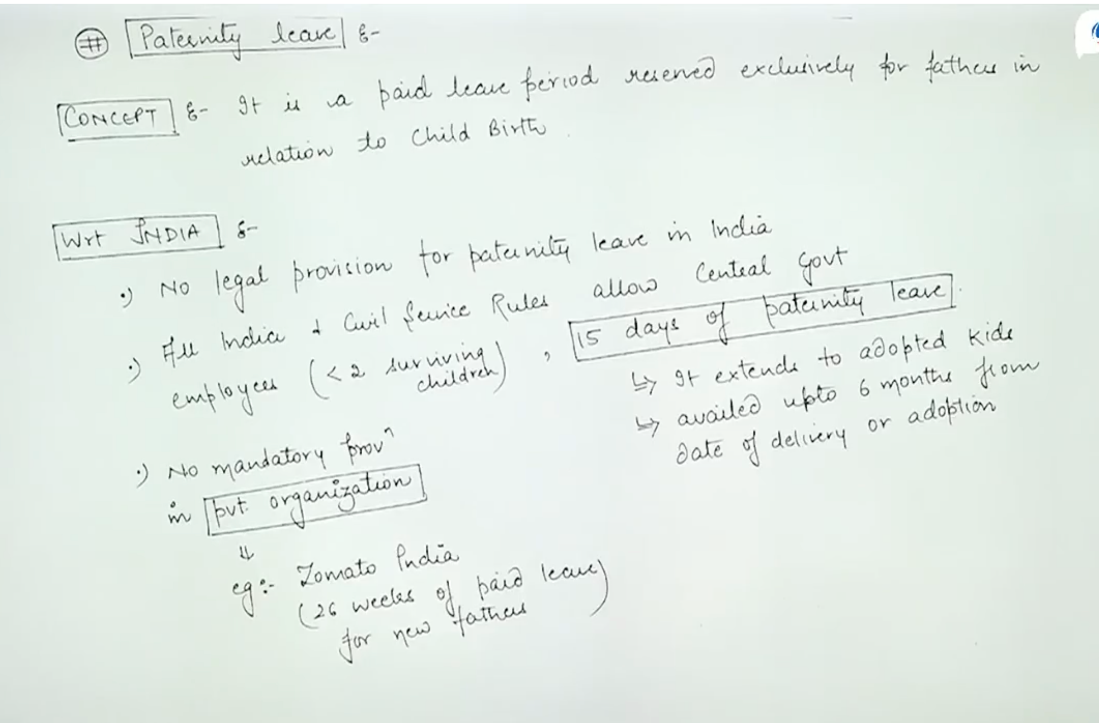 # Paternity leave :-
CONCEPT :- It is a paid leave period reserved exclusively for fathers in
relation to Child Birth.
Wrt INDIA :-
·) No legal provision for paternity leave in India
·) All India & Civil Service Rules allow Central Govt
employees (<2 surviving children), 15 days of paternity leave.
↳ It extends to adopted kids
↳ availed upto 6 months from
date of delivery or adoption
·) No mandatory provⁿ
in pvt. organization
⇓
eg:- Zomato India
(26 weeks of paid leave)
for new fathers